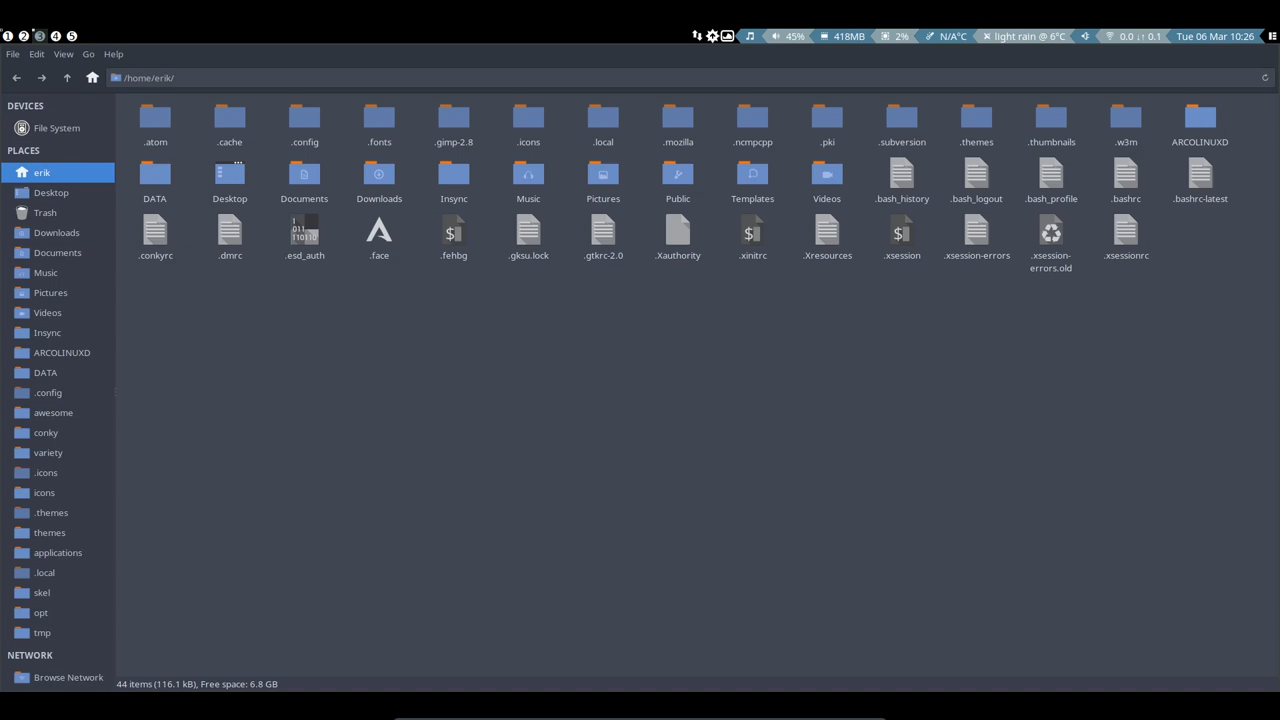 1 2 3 4 5
45% 418MB 2% N/A°C light rain @ 6°C 0.0 ↓↑ 0.1 Tue 06 Mar 10:26
File Edit View Go Help
/home/erik/
DEVICES
File System
PLACES
erik
Desktop
Trash
Downloads
Documents
Music
Pictures
Videos
Insync
ARCOLINUXD
DATA
.config
awesome
conky
variety
.icons
icons
.themes
themes
applications
.local
skel
opt
tmp
NETWORK
Browse Network
.atom .cache .config .fonts .gimp-2.8 .icons .local .mozilla .ncmpcpp .pki .subversion .themes .thumbnails .w3m ARCOLINUXD
DATA Desktop Documents Downloads Insync Music Pictures Public Templates Videos .bash_history .bash_logout .bash_profile .bashrc .bashrc-latest
1
011
110110
.conkyrc .dmrc .esd_auth .face .fehbg .gksu.lock .gtkrc-2.0 .Xauthority .xinitrc .Xresources .xsession .xsession-errors .xsession-errors.old .xsessionrc
44 items (116.1 kB), Free space: 6.8 GB